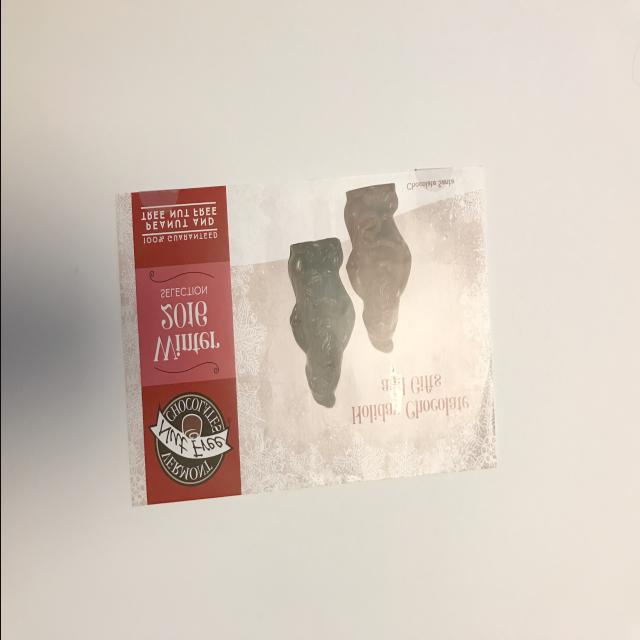 VERMONT
Nut Free
CHOCOLATES
Winter
2016
SELECTION
100% GUARANTEED
PEANUT AND
TREE NUT FREE
Holiday Chocolate
and Gifts
Chocolate Santa